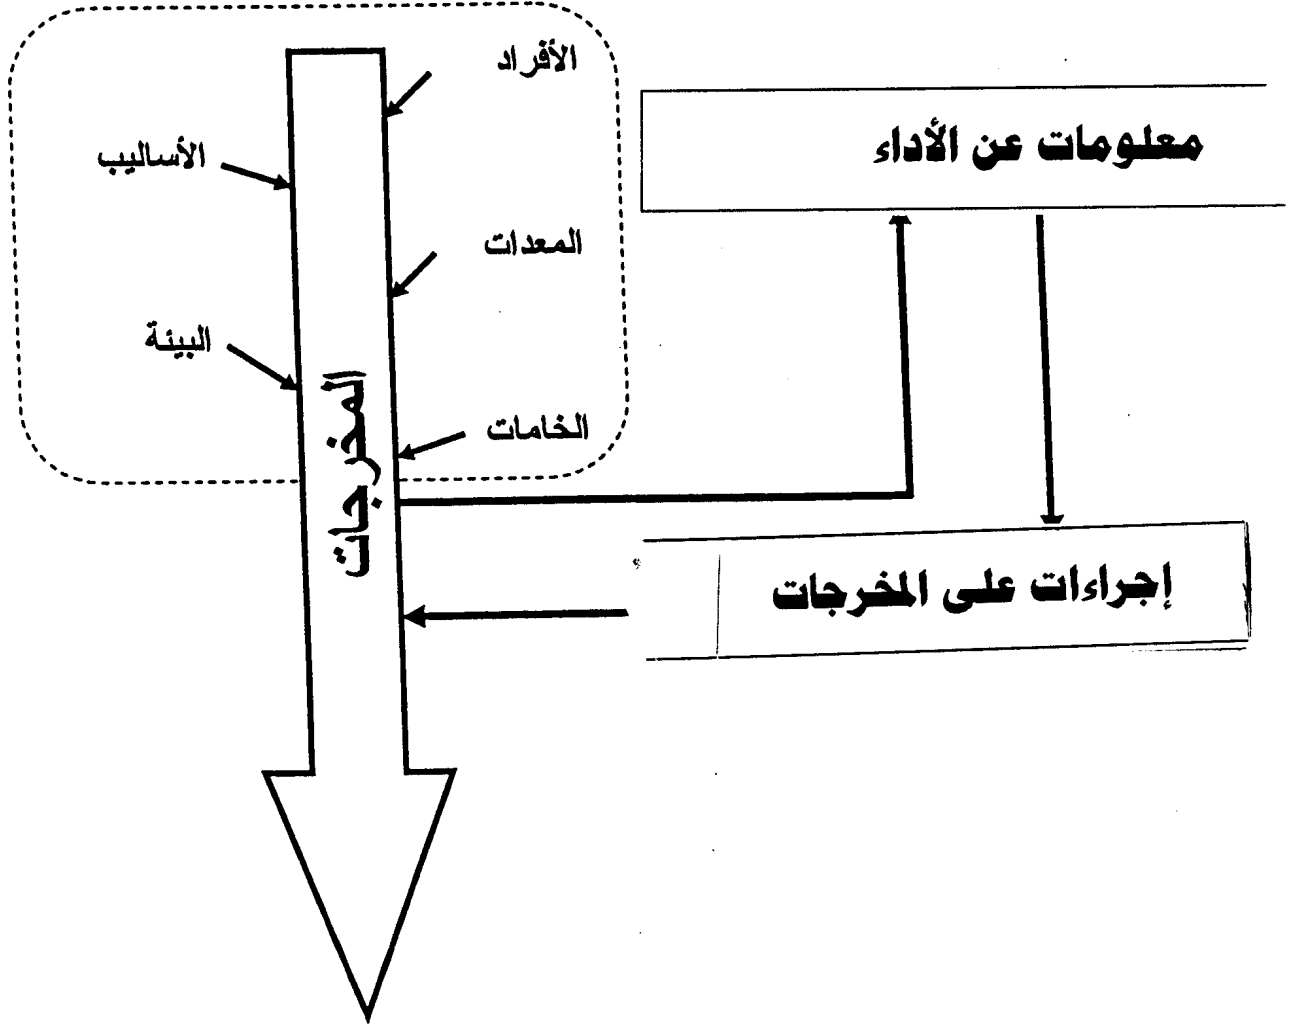 الأفراد
معلومات عن الأداء
الأساليب
المعدات
البيئة
الخامات
المخرجات
إجراءات على المخرجات